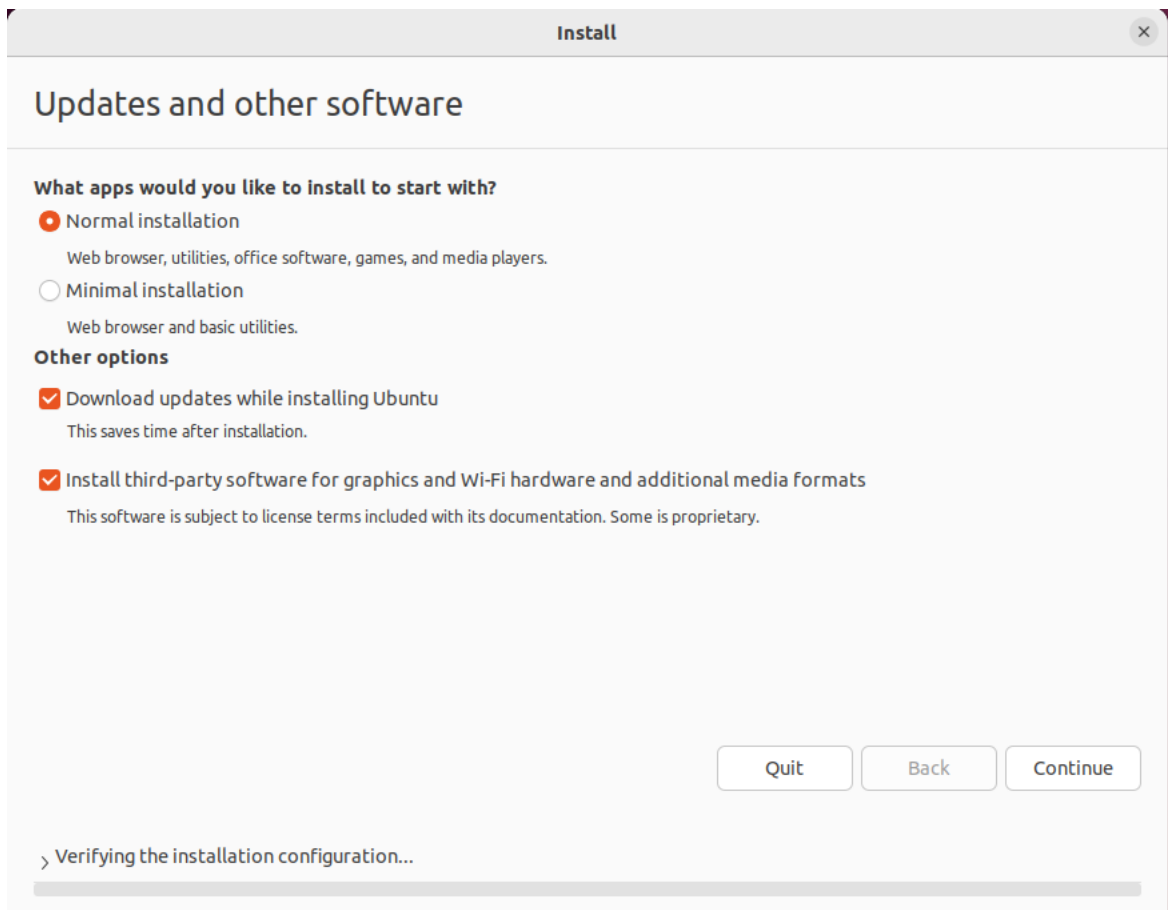 Install
Updates and other software
What apps would you like to install to start with?
Normal installation
Web browser, utilities, office software, games, and media players.
Minimal installation
Web browser and basic utilities.
Other options
Download updates while installing Ubuntu
This saves time after installation.
Install third-party software for graphics and Wi-Fi hardware and additional media formats
This software is subject to license terms included with its documentation. Some is proprietary.
Quit Back Continue
Verifying the installation configuration...